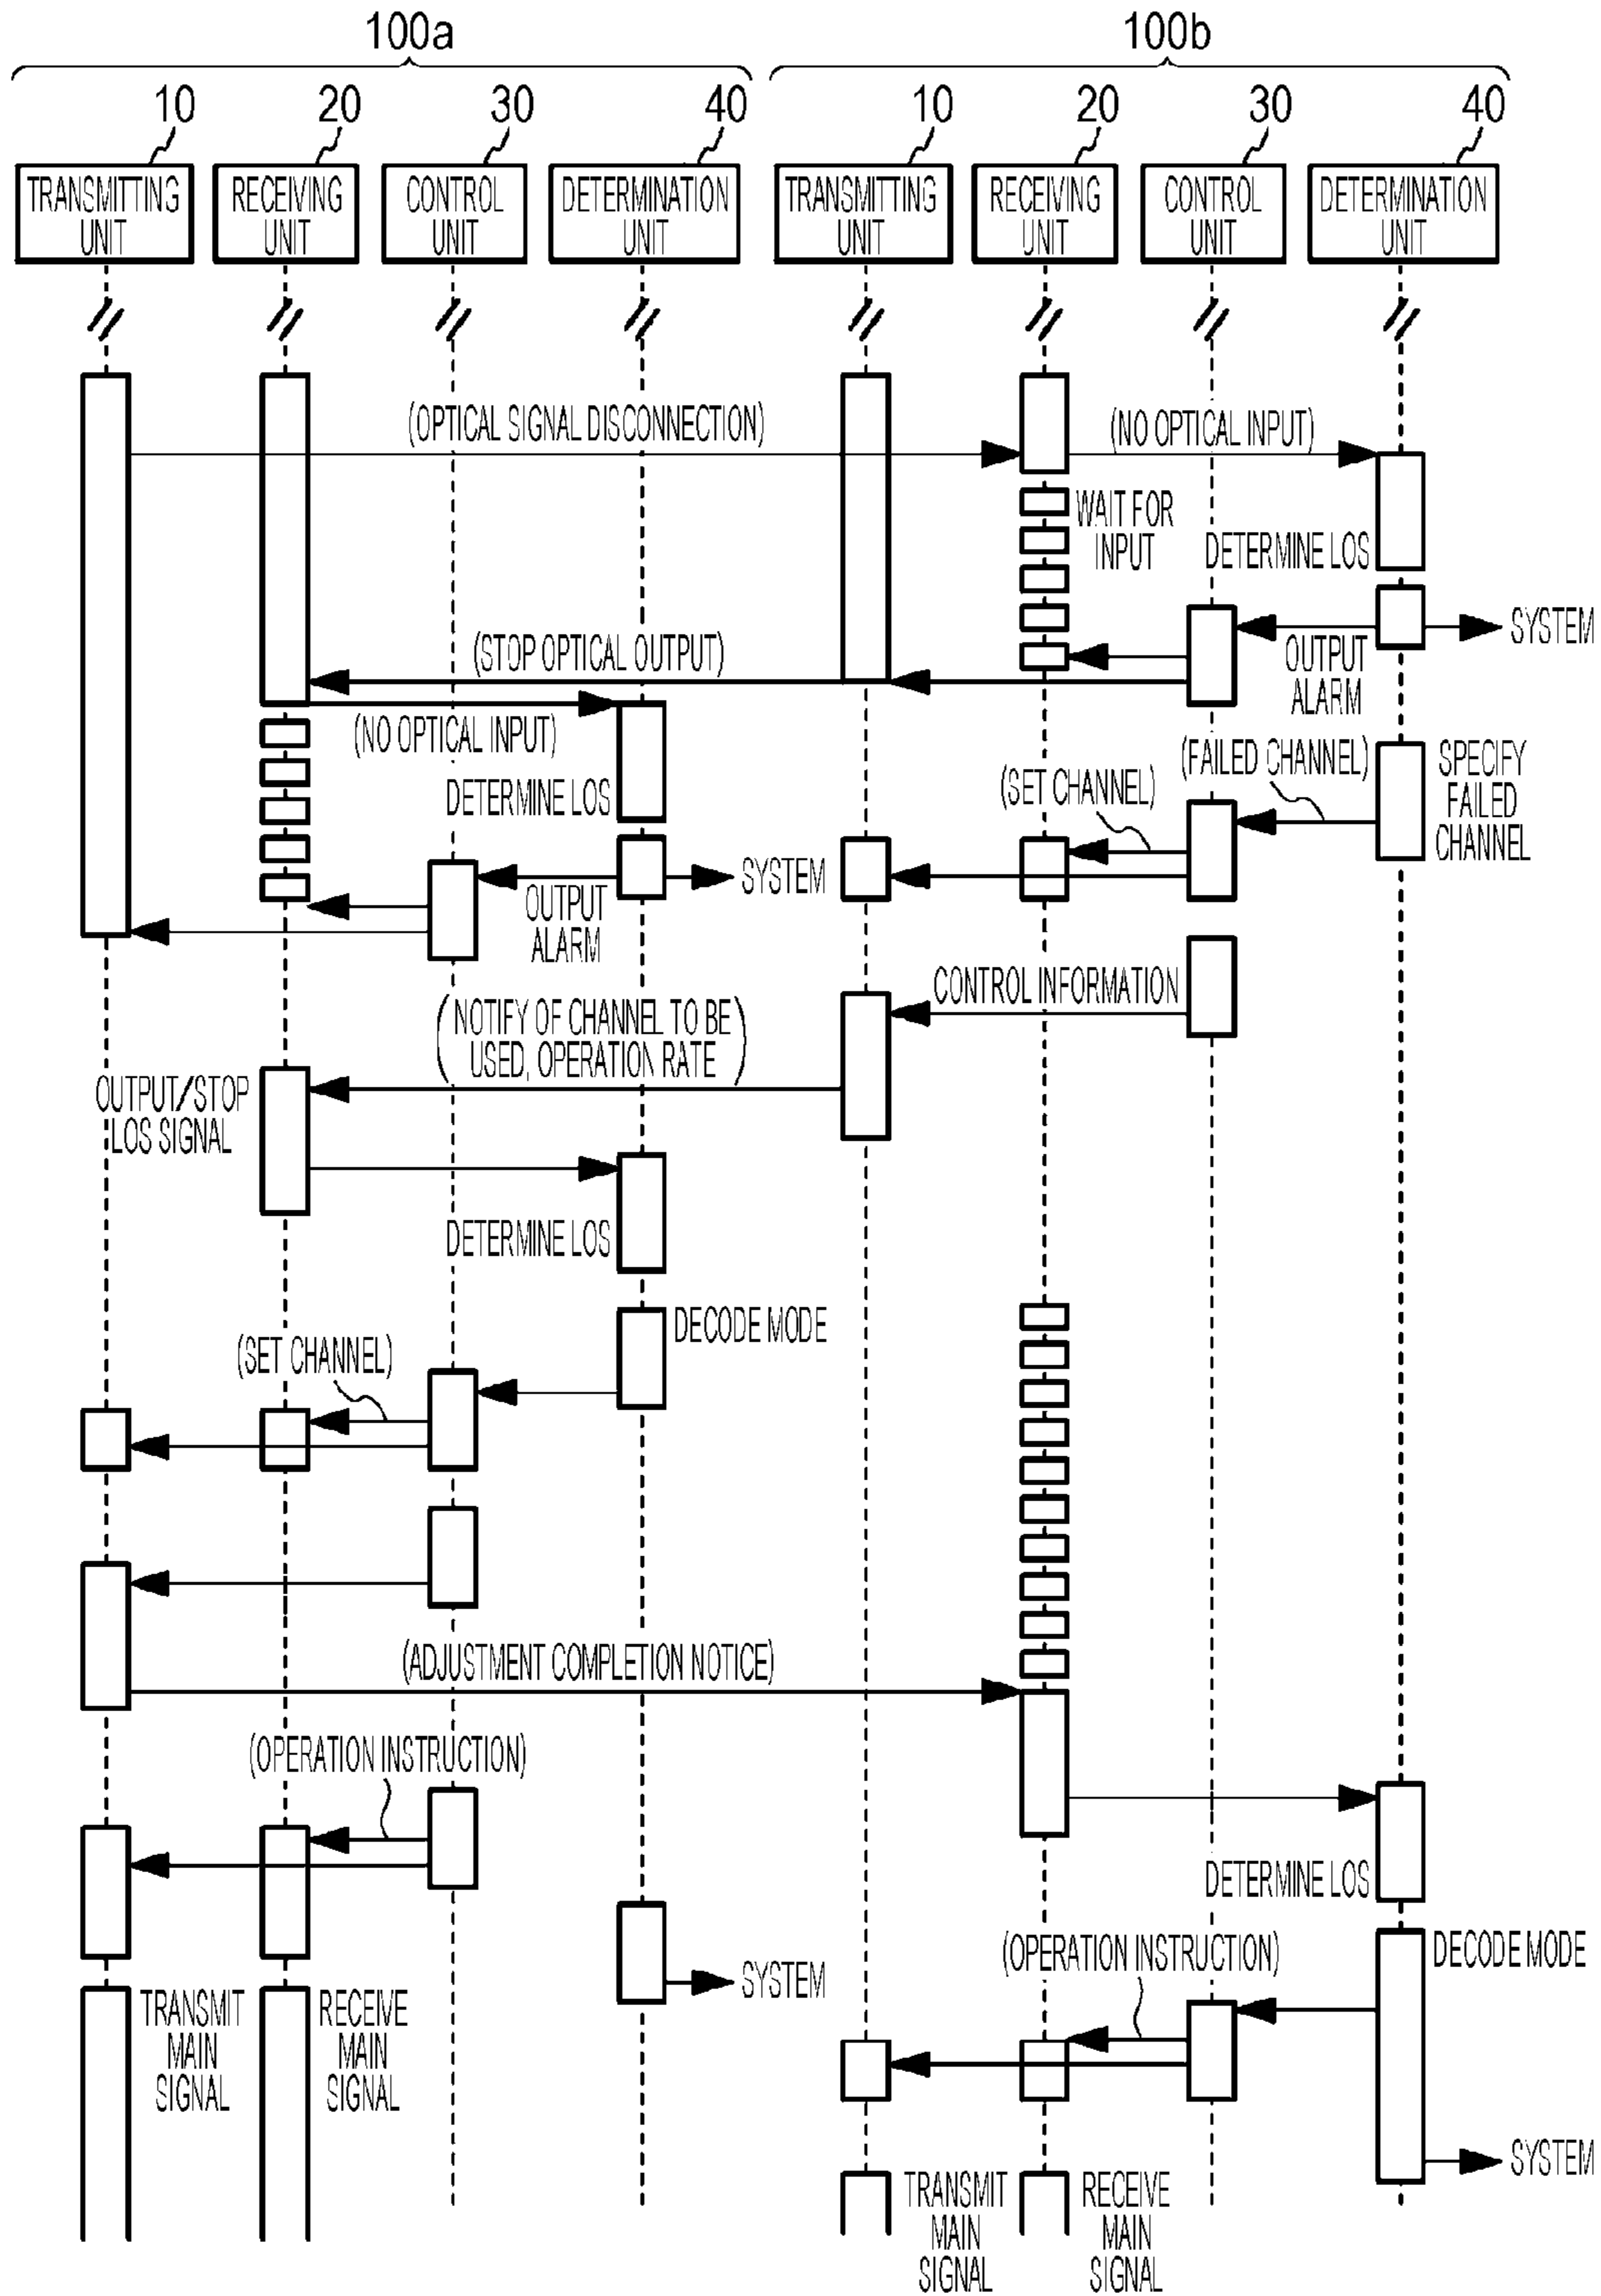 100a 100b
10 20 30 40 10 20 30 40
TRANSMITTING UNIT
RECEIVING UNIT
CONTROL UNIT
DETERMINATION UNIT
TRANSMITTING UNIT
RECEIVING UNIT
CONTROL UNIT
DETERMINATION UNIT
(OPTICAL SIGNAL DISCONNECTION)
(NO OPTICAL INPUT)
WAIT FOR
INPUT
DETERMINE LOS
SYSTEM
(STOP OPTICAL OUTPUT)
OUTPUT
ALARM
(NO OPTICAL INPUT)
DETERMINE LOS
(FAILED CHANNEL)
SPECIFY
FAILED
CHANNEL
(SET CHANNEL)
SYSTEM
OUTPUT
ALARM
CONTROL INFORMATION
(NOTIFY OF CHANNEL TO BE
USED, OPERATION RATE)
OUTPUT/STOP
LOS SIGNAL
DETERMINE LOS
DECODE MODE
(SET CHANNEL)
(ADJUSTMENT COMPLETION NOTICE)
(OPERATION INSTRUCTION)
DETERMINE LOS
DECODE MODE
(OPERATION INSTRUCTION)
SYSTEM
TRANSMIT
MAIN
SIGNAL
RECEIVE
MAIN
SIGNAL
SYSTEM
TRANSMIT
MAIN
SIGNAL
RECEIVE
MAIN
SIGNAL